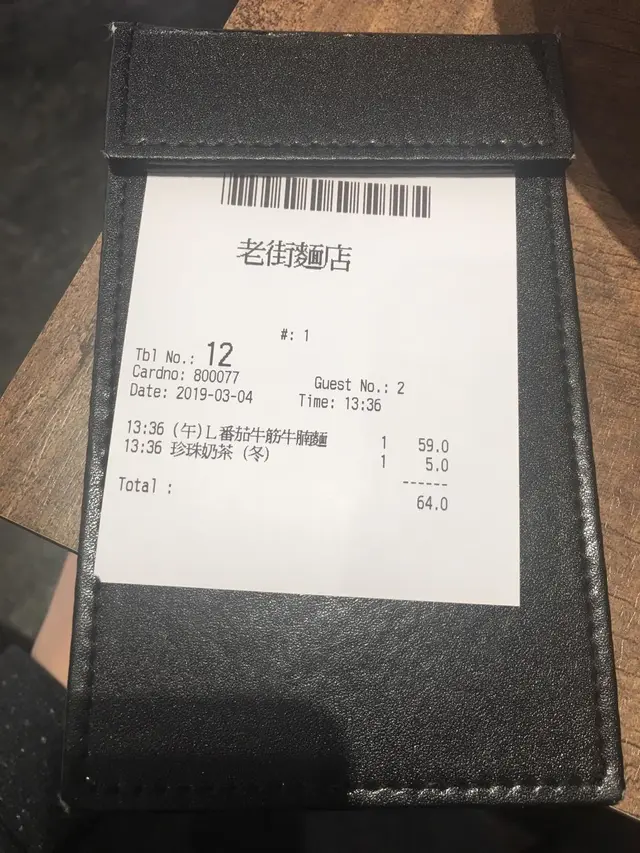 老街麵店
#: 1
Tbl No.: 12
Cardno: 800077 Guest No.: 2
Date: 2019-03-04 Time: 13:36
13:36 (午)L番茄牛筋牛腩麵 1 59.0
13:36 珍珠奶茶 (冬) 1 5.0
------
Total : 64.0